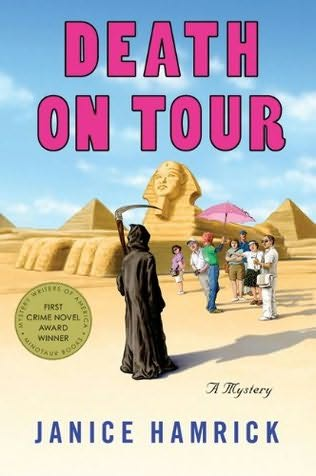 DEATH
ON TOUR
MYSTERY WRITERS OF AMERICA
FIRST
CRIME NOVEL
AWARD
WINNER
MINOTAUR BOOKS
A Mystery
JANICE HAMRICK